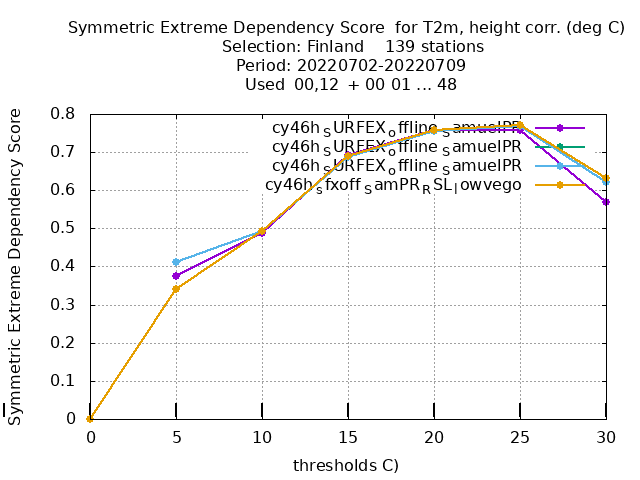 Symmetric Extreme Dependency Score  for T2m, height corr. (deg C)
Selection: Finland    139 stations
Period: 20220702-20220709
Used  00,12  + 00 01 ... 48
Symmetric Extreme Dependency Score
0.8
0.7
0.6
0.5
0.4
0.3
0.2
0.1
0
cy46h_SURFEX_offline_SamuelPR
cy46h_SURFEX_offline_SamuelPR
cy46h_SURFEX_offline_SamuelPR
cy46h_sfxoff_SamPR_RSL_lowvego
0 5 10 15 20 25 30
thresholds C)